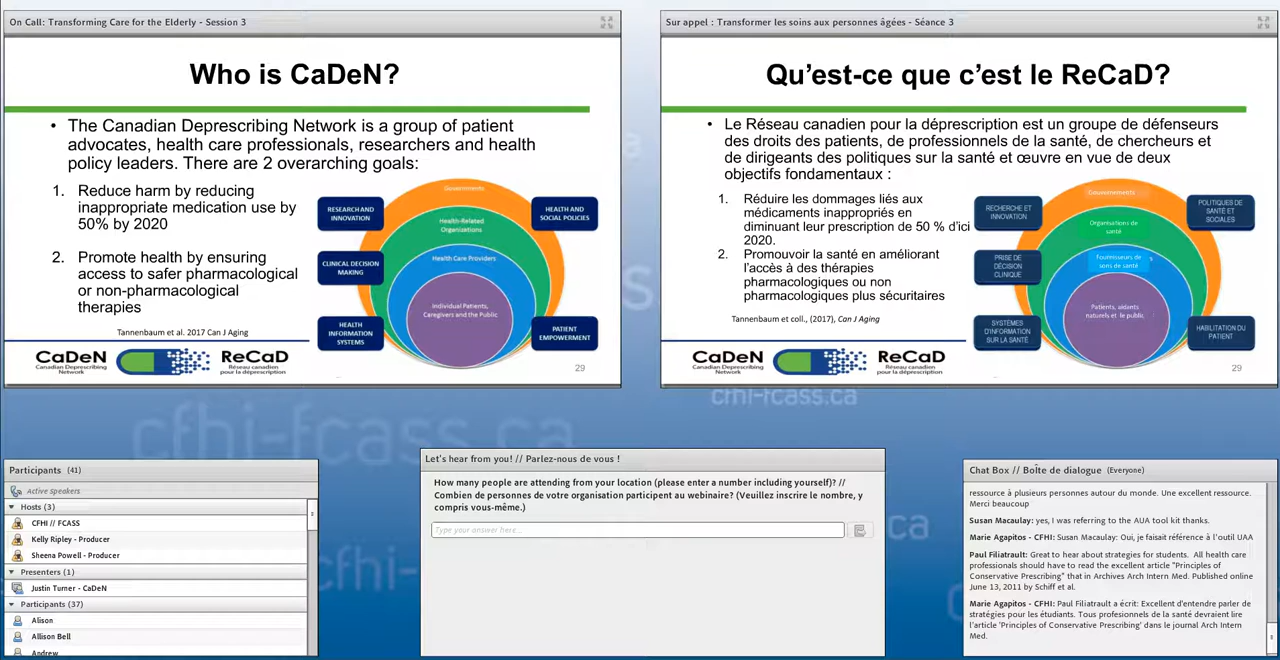 On Call: Transforming Care for the Elderly - Session 3
Who is CaDeN?
• The Canadian Deprescribing Network is a group of patient
advocates, health care professionals, researchers and health
policy leaders. There are 2 overarching goals:
1. Reduce harm by reducing
inappropriate medication use by
50% by 2020
2. Promote health by ensuring
access to safer pharmacological
or non-pharmacological
therapies
Tannenbaum et al. 2017 Can J Aging
RESEARCH AND
INNOVATION
CLINICAL DECISION
MAKING
HEALTH
INFORMATION
SYSTEMS
Governments
Health-Related
Organizations
Health Care Providers
Individual Patients,
Caregivers and the Public
HEALTH AND
SOCIAL POLICIES
PATIENT
EMPOWERMENT
CaDeN
Canadian Deprescribing
Network
ReCaD
Réseau canadien
pour la déprescription
29
Sur appel : Transformer les soins aux personnes âgées - Séance 3
Qu’est-ce que c’est le ReCaD?
• Le Réseau canadien pour la déprescription est un groupe de défenseurs
des droits des patients, de professionnels de la santé, de chercheurs et
de dirigeants des politiques sur la santé et œuvre en vue de deux
objectifs fondamentaux :
1. Réduire les dommages liés aux
médicaments inappropriés en
diminuant leur prescription de 50 % d’ici
2020.
2. Promouvoir la santé en améliorant
l’accès à des thérapies
pharmacologiques ou non
pharmacologiques plus sécuritaires
Tannenbaum et coll., (2017), Can J Aging
RECHERCHE ET
INNOVATION
PRISE DE
DÉCISION
CLINIQUE
SYSTÈMES
D'INFORMATION
SUR LA SANTÉ
Gouvernements
Organisations de
santé
Fournisseurs de
soins de santé
Patients, aidants
naturels et le public
POLITIQUES DE
SANTÉ ET
SOCIALES
HABILITATION DU
PATIENT
CaDeN
Canadian Deprescribing
Network
ReCaD
Réseau canadien
pour la déprescription
29
cfhi-fcass.ca
cfhi-fcass.ca
Participants (41)
Active Speakers
Hosts (3)
CFHI // FCASS
Kelly Ripley - Producer
Sheena Powell - Producer
Presenters (1)
Justin Turner - CaDeN
Participants (37)
Alison
Allison Bell
Andrew
Let's hear from you! // Parlez-nous de vous !
How many people are attending from your location (please enter a number including yourself)? //
Combien de personnes de votre organisation participent au webinaire? (Veuillez inscrire le nombre, y
compris vous-même.)
Type your answer here...
Chat Box // Boîte de dialogue (Everyone)
ressource à plusieurs personnes autour du monde. Une excellent ressource.
Merci beaucoup
Susan Macaulay: yes, I was referring to the AUA tool kit thanks.
Marie Agapitos - CFHI: Susan Macaulay: Oui, je faisait référence à l'outil UAA
Paul Filiatrault: Great to hear about strategies for students. All health care
professionals should have to read the excellent article "Principles of
Conservative Prescribing" that in Archives Arch Intern Med. Published online
June 13, 2011 by Schiff et al.
Marie Agapitos - CFHI: Paul Filiatrault a écrit: Excellent d'entendre parler de
stratégies pour les étudiants. Tous profesionnels de la santé devraient lire
l'article 'Principles of Conservative Prescribing' dans le journal Arch Intern
Med.